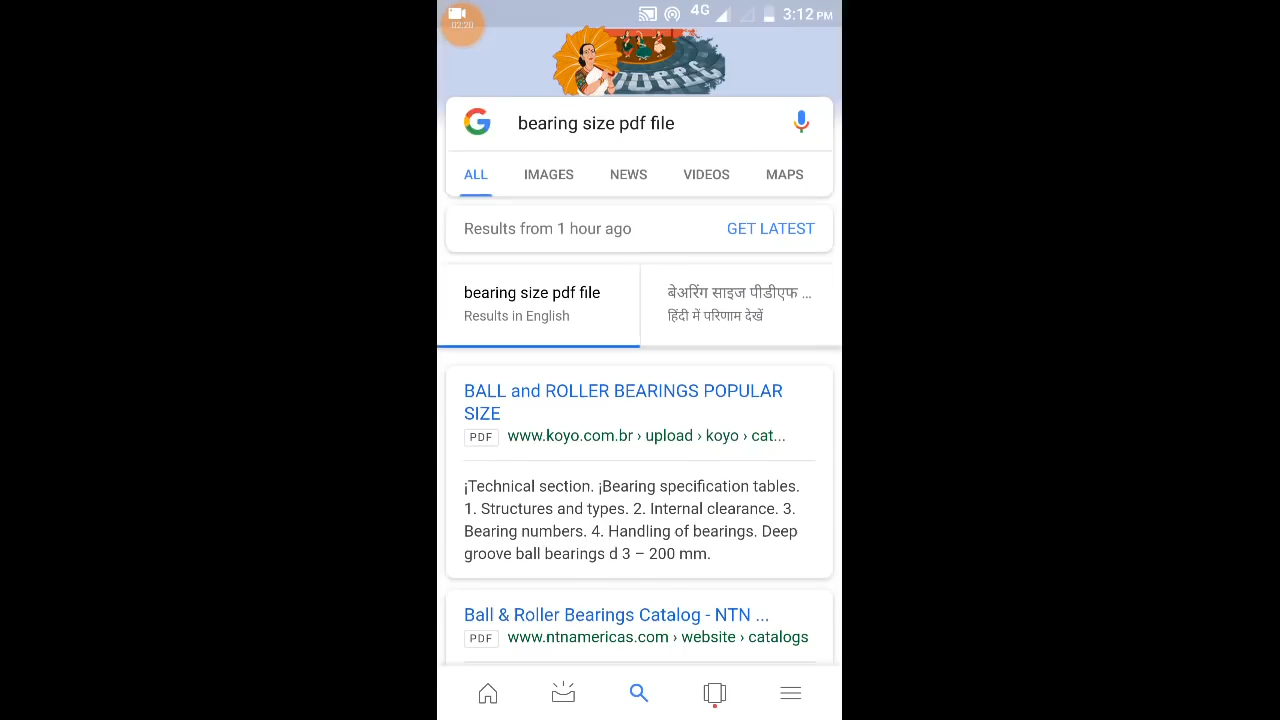 02:20
4G
3:12 PM
bearing size pdf file
ALL IMAGES NEWS VIDEOS MAPS
Results from 1 hour ago GET LATEST
bearing size pdf file
Results in English
बेअरिंग साइज पीडीएफ ...
हिंदी में परिणाम देखें
BALL and ROLLER BEARINGS POPULAR
SIZE
PDF www.koyo.com.br › upload › koyo › cat...
¡Technical section. ¡Bearing specification tables.
1. Structures and types. 2. Internal clearance. 3.
Bearing numbers. 4. Handling of bearings. Deep
groove ball bearings d 3 – 200 mm.
Ball & Roller Bearings Catalog - NTN ...
PDF www.ntnamericas.com › website › catalogs